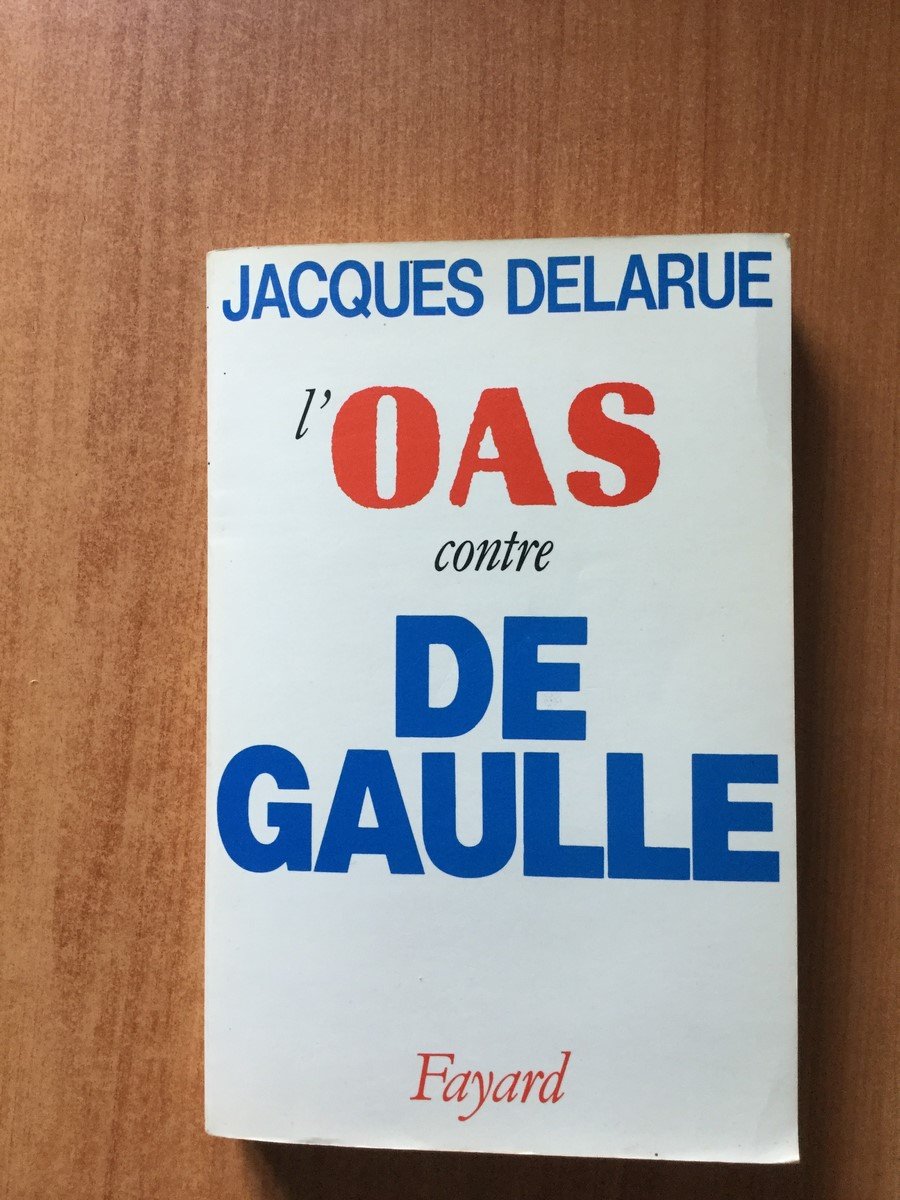 JACQUES DELARUE
l'OAS
contre
DE
GAULLE
Fayard